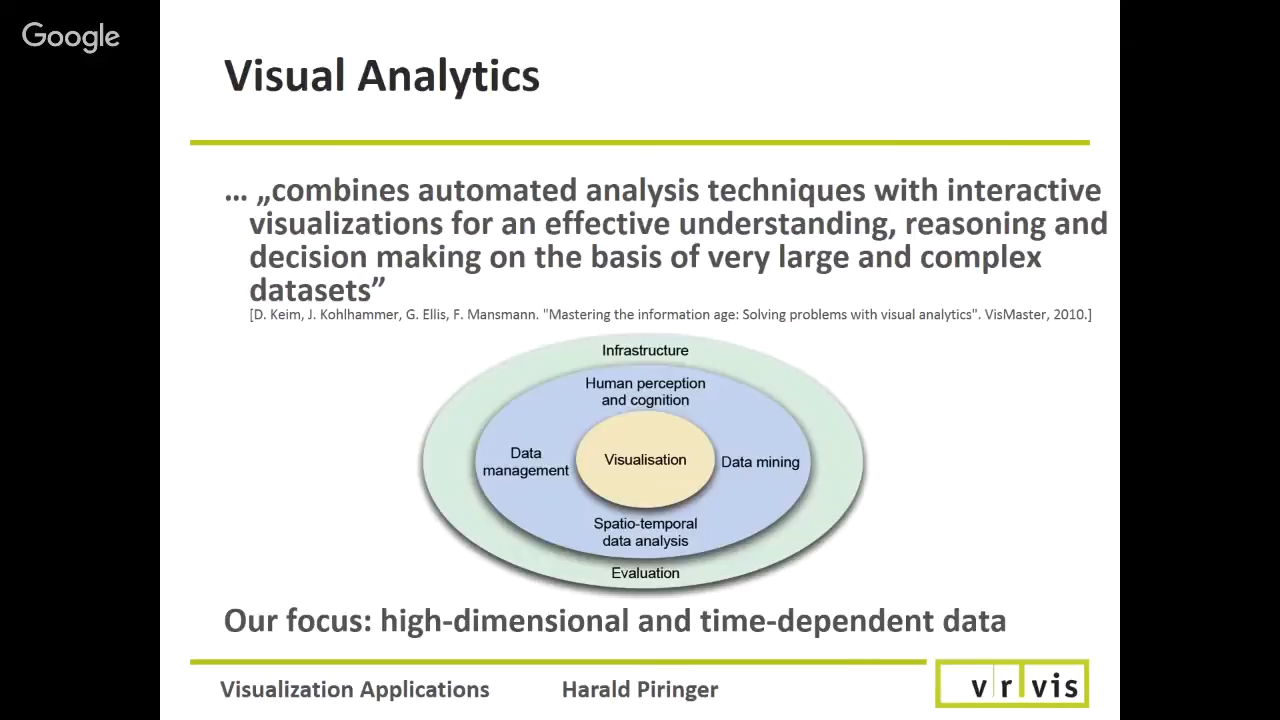 Google
Visual Analytics
… „combines automated analysis techniques with interactive
visualizations for an effective understanding, reasoning and
decision making on the basis of very large and complex
datasets”
[D. Keim, J. Kohlhammer, G. Ellis, F. Mansmann. "Mastering the information age: Solving problems with visual analytics". VisMaster, 2010.]
Infrastructure
Human perception
and cognition
Data
management
Visualisation
Data mining
Spatio-temporal
data analysis
Evaluation
Our focus: high-dimensional and time-dependent data
Visualization Applications
Harald Piringer
vrvis